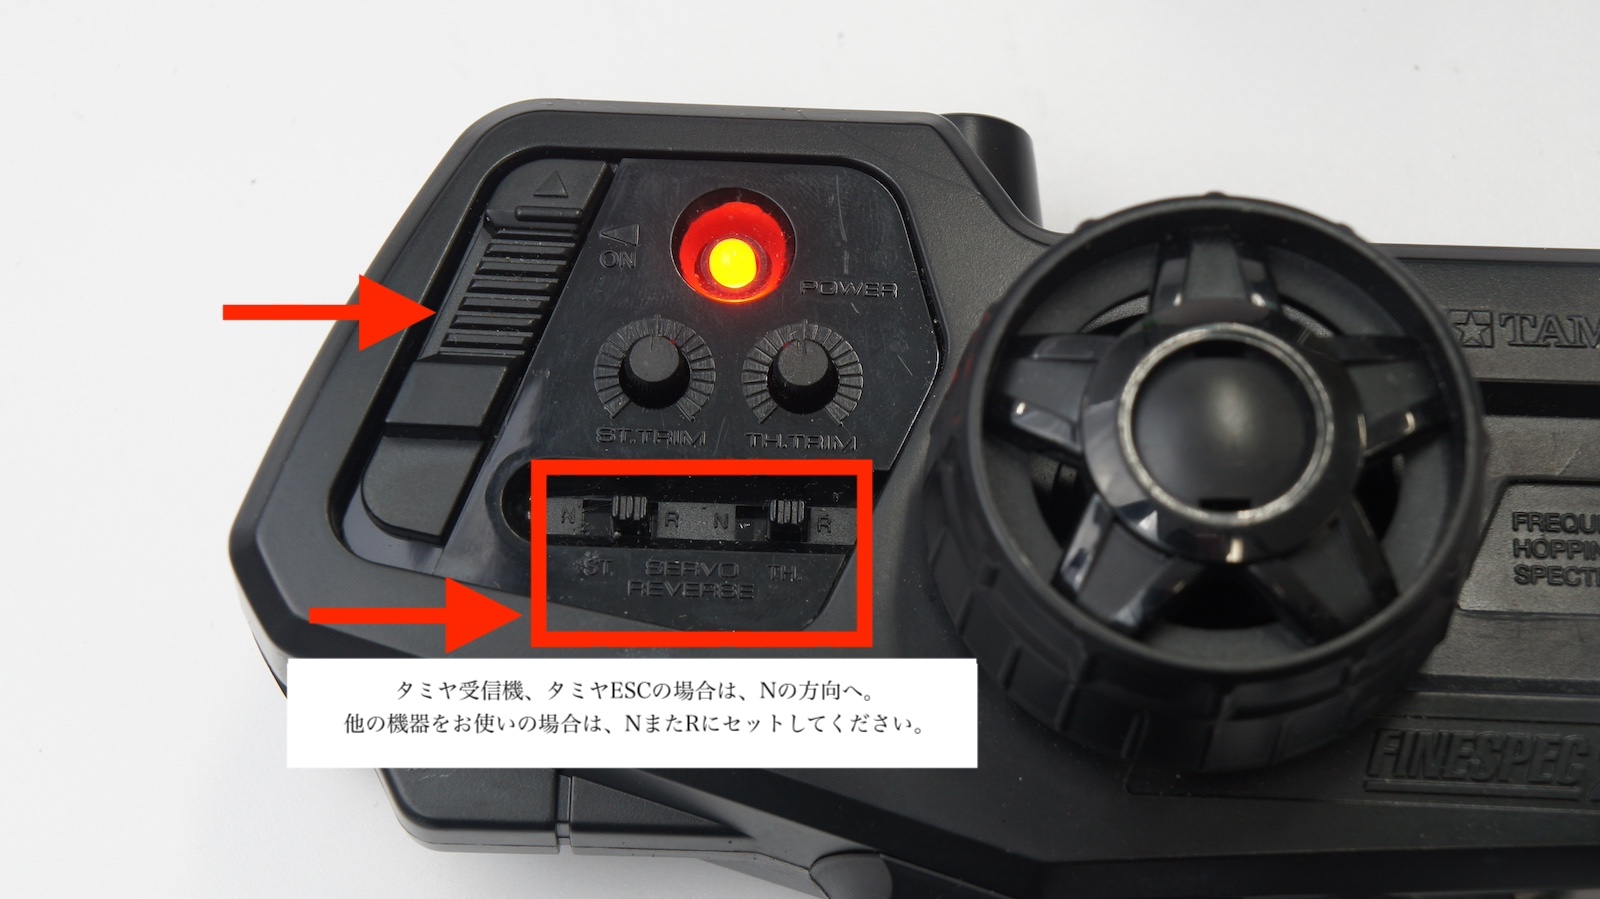 ON
POWER
ST.TRIM
TH.TRIM
N R N R
ST. SERVO TH.
REVERSE
タミヤ受信機、タミヤESCの場合は、Nの方向へ。
他の機器をお使いの場合は、NまたRにセットしてください。
TAM
FREQU
HOPPIN
SPECT
FINESPEC